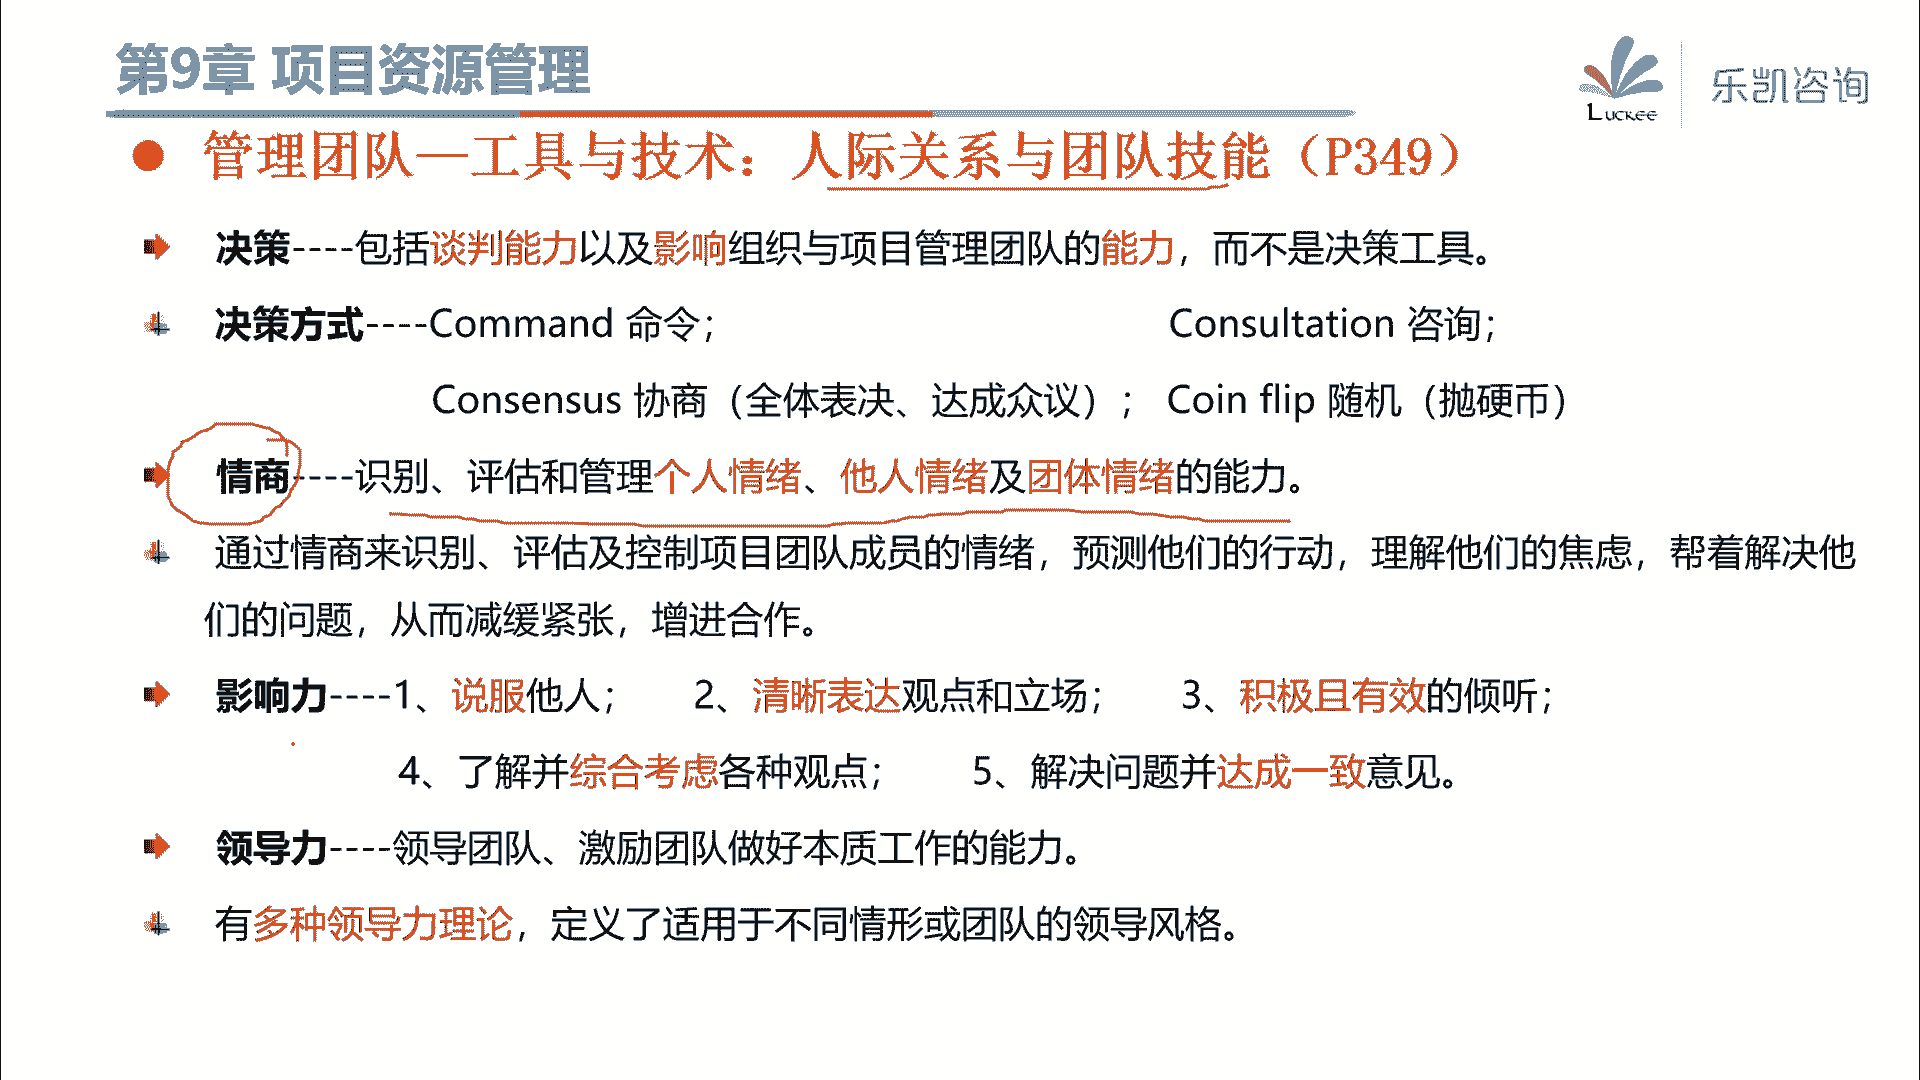 第9章 项目资源管理
Luckee
乐凯咨询
管理团队—工具与技术：人际关系与团队技能（P349）
决策----包括谈判能力以及影响组织与项目管理团队的能力，而不是决策工具。
决策方式----Command 命令； Consultation 咨询；
Consensus 协商（全体表决、达成众议）； Coin flip 随机（抛硬币）
情商----识别、评估和管理个人情绪、他人情绪及团体情绪的能力。
通过情商来识别、评估及控制项目团队成员的情绪，预测他们的行动，理解他们的焦虑，帮着解决他
们的问题，从而减缓紧张，增进合作。
影响力----1、说服他人； 2、清晰表达观点和立场； 3、积极且有效的倾听；
4、了解并综合考虑各种观点； 5、解决问题并达成一致意见。
领导力----领导团队、激励团队做好本质工作的能力。
有多种领导力理论，定义了适用于不同情形或团队的领导风格。